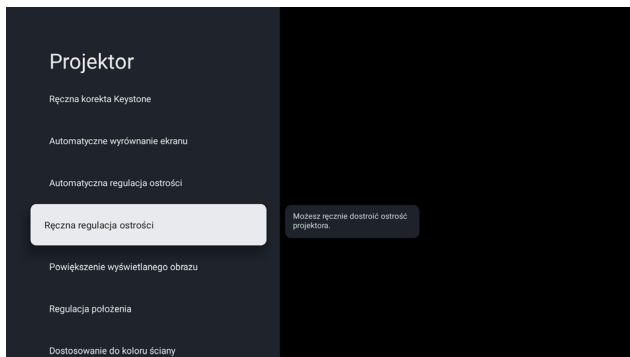 Projektor
Ręczna korekta Keystone
Automatyczne wyrównanie ekranu
Automatyczna regulacja ostrości
Ręczna regulacja ostrości
Możesz ręcznie dostroić ostrość
projektora.
Powiększenie wyświetlanego obrazu
Regulacja położenia
Dostosowanie do koloru ściany